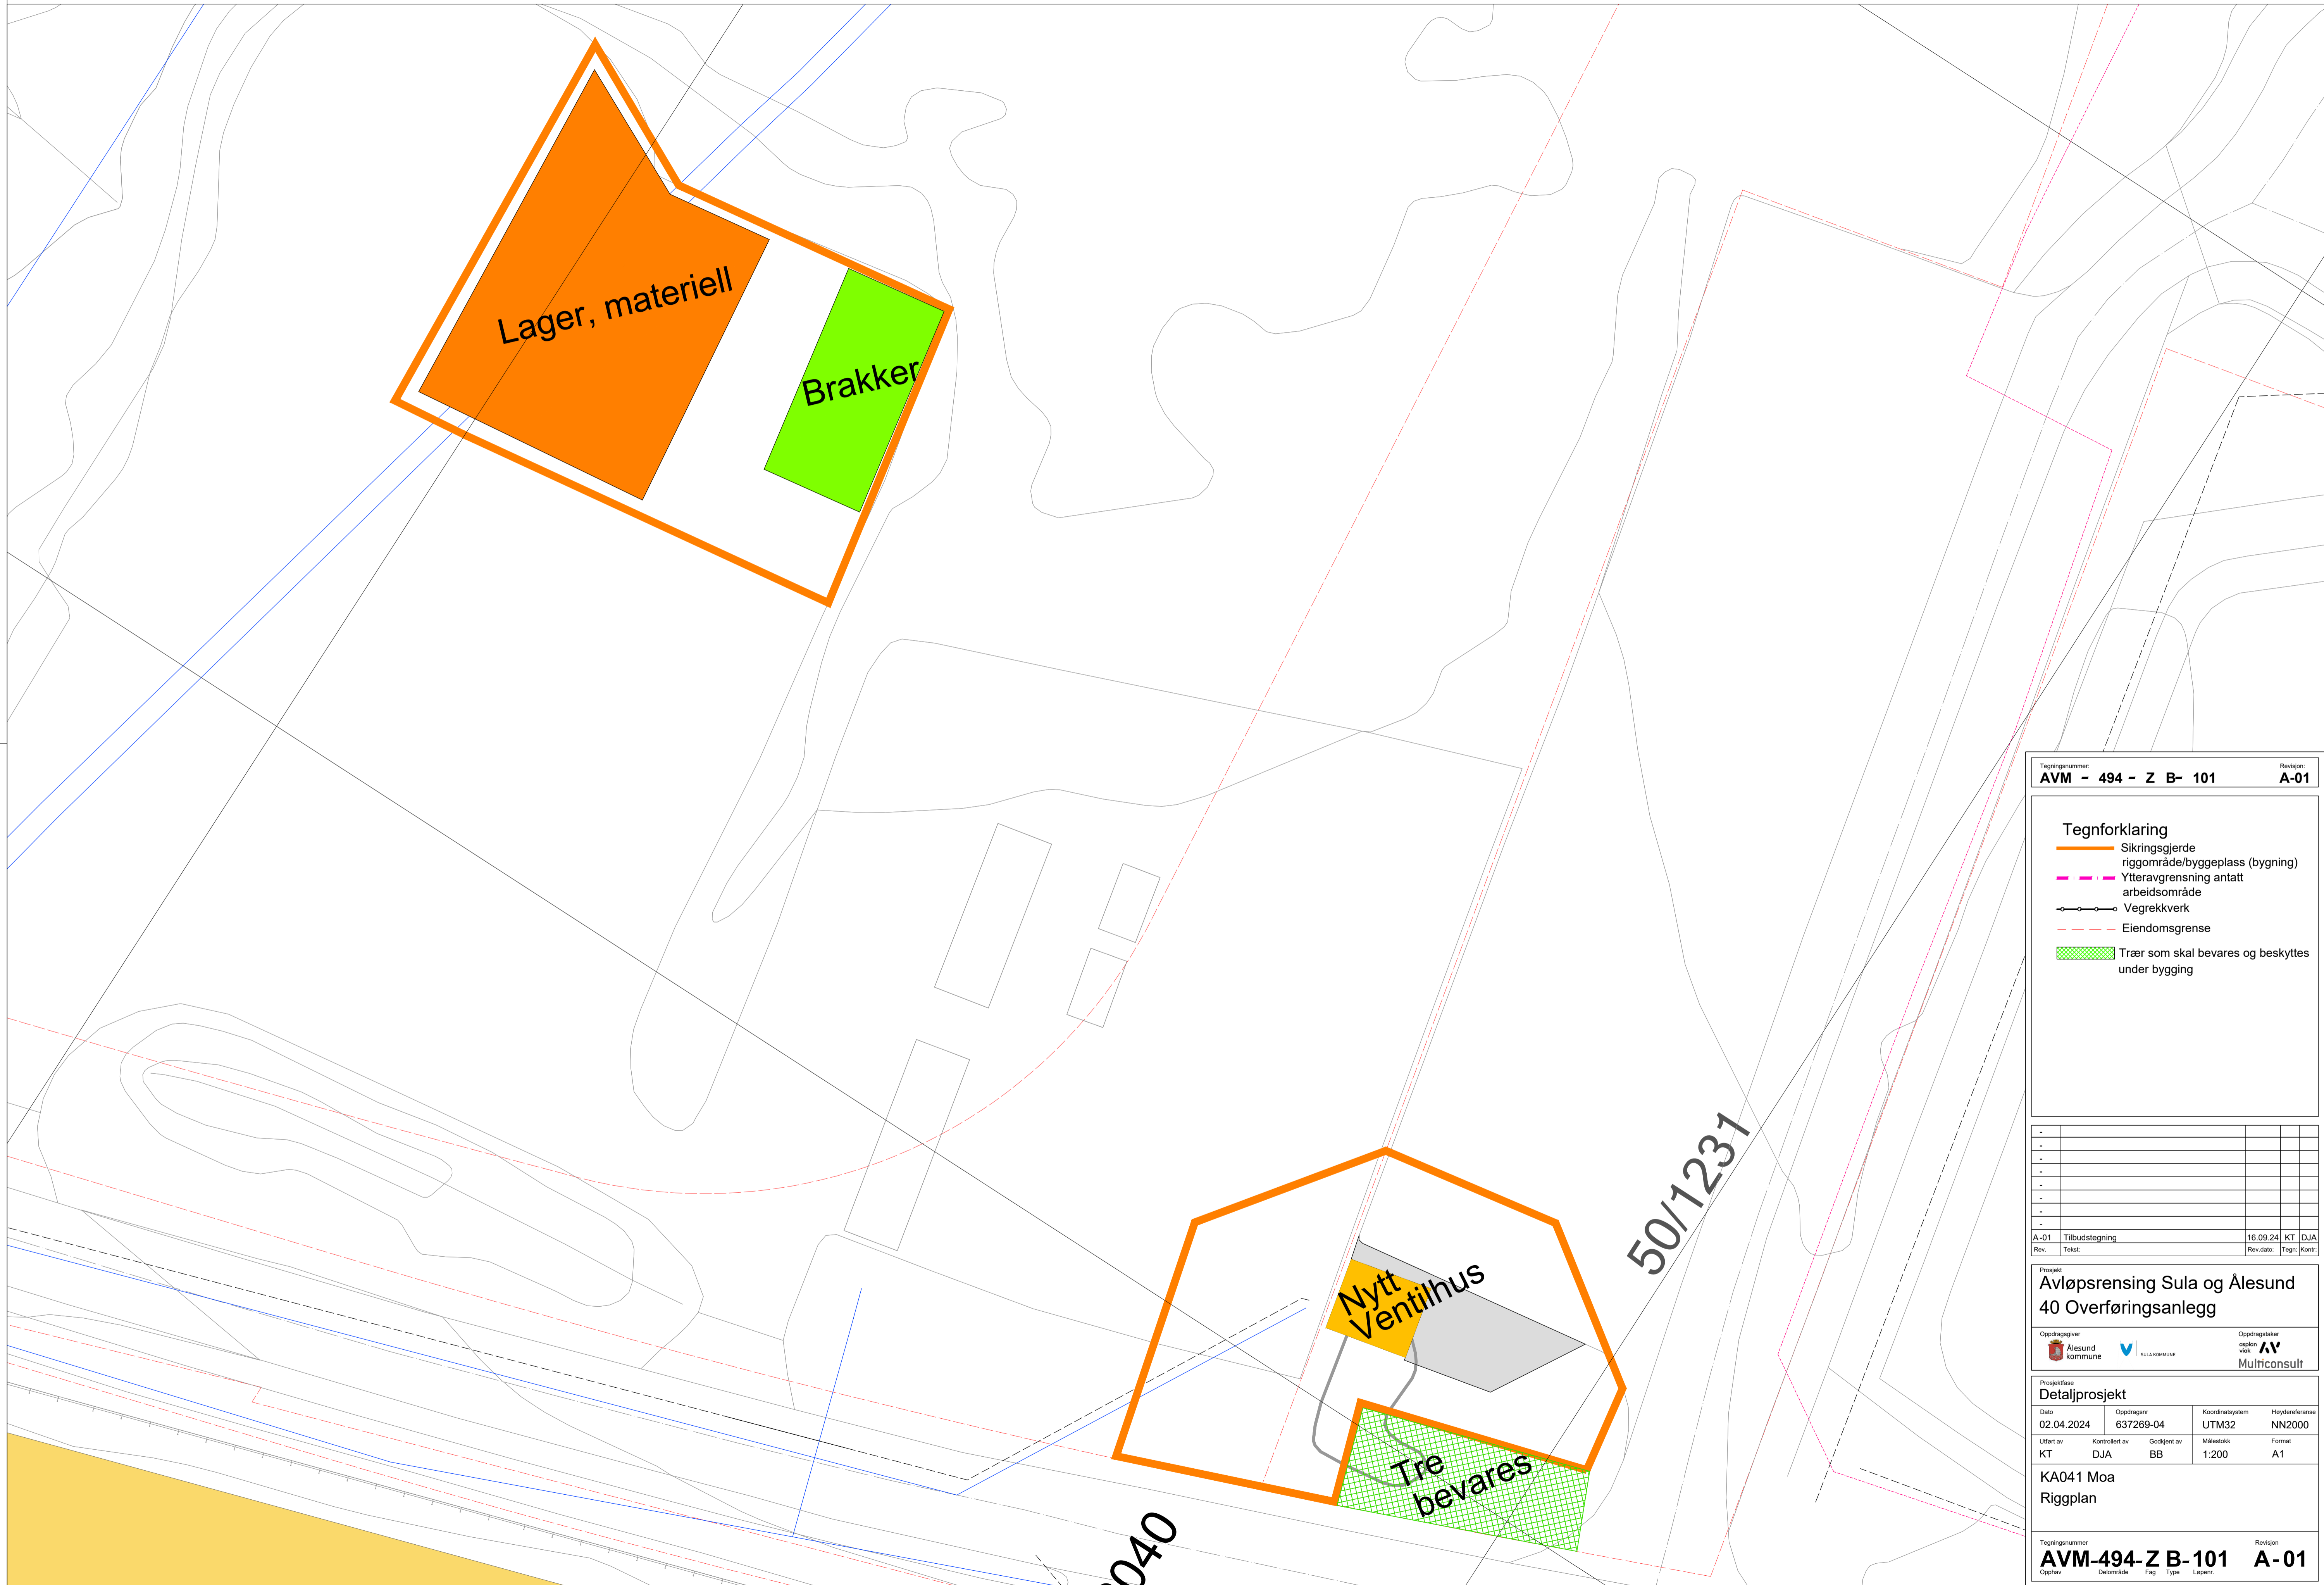 Lager, materiell
Brakker
Nytt
Ventilhus
Tre
bevares
50/1231
Tegningsnummer:
Revisjon:
AVM - 494 - Z B- 101
A-01
Tegnforklaring
Sikringsgjerde
riggområde/byggeplass (bygning)
Ytteravgrensning antatt
arbeidsområde
Vegrekkverk
Eiendomsgrense
Trær som skal bevares og beskyttes
under bygging
-
-
-
-
-
-
-
-
A-01 Tilbudstegning 16.09.24 KT DJA
Rev. Tekst: Rev.dato: Tegn: Kontr:
Prosjekt
Avløpsrensing Sula og Ålesund
40 Overføringsanlegg
Oppdragsgiver
Oppdragstaker
Ålesund
kommune
SULA KOMMUNE
asplan
viak
Multiconsult
Prosjektfase
Detaljprosjekt
Dato Oppdragsnr Koordinatsystem Høydereferanse
02.04.2024 637269-04 UTM32 NN2000
Utført av Kontrollert av Godkjent av Målestokk Format
KT DJA BB 1:200 A1
KA041 Moa
Riggplan
Tegningsnummer Revisjon
AVM-494-Z B-101 A-01
Opphav Delområde Fag Type Løpenr.